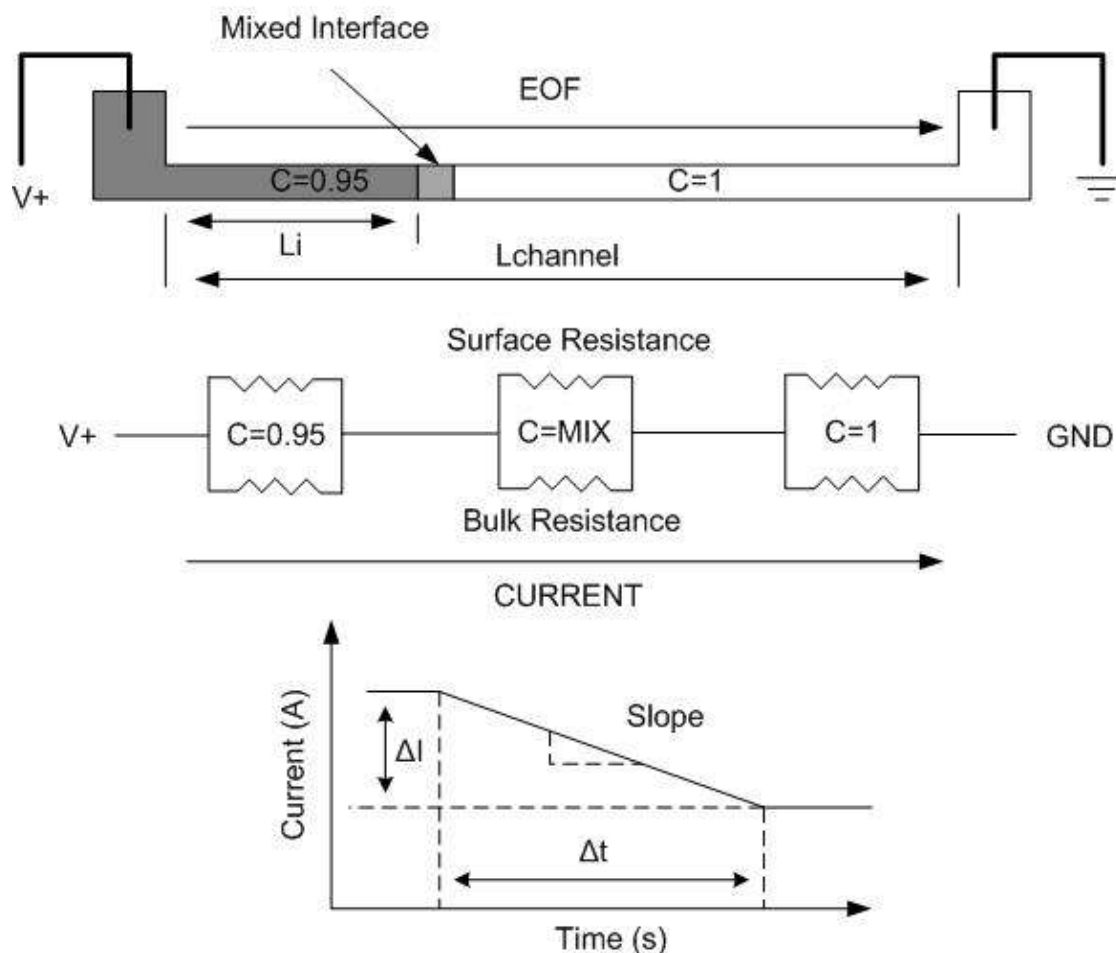 Mixed Interface
EOF
C=0.95
C=1
V+
Li
Lchannel
Surface Resistance
V+
C=0.95
C=MIX
C=1
GND
Bulk Resistance
CURRENT
Current (A)
ΔI
Slope
Δt
Time (s)